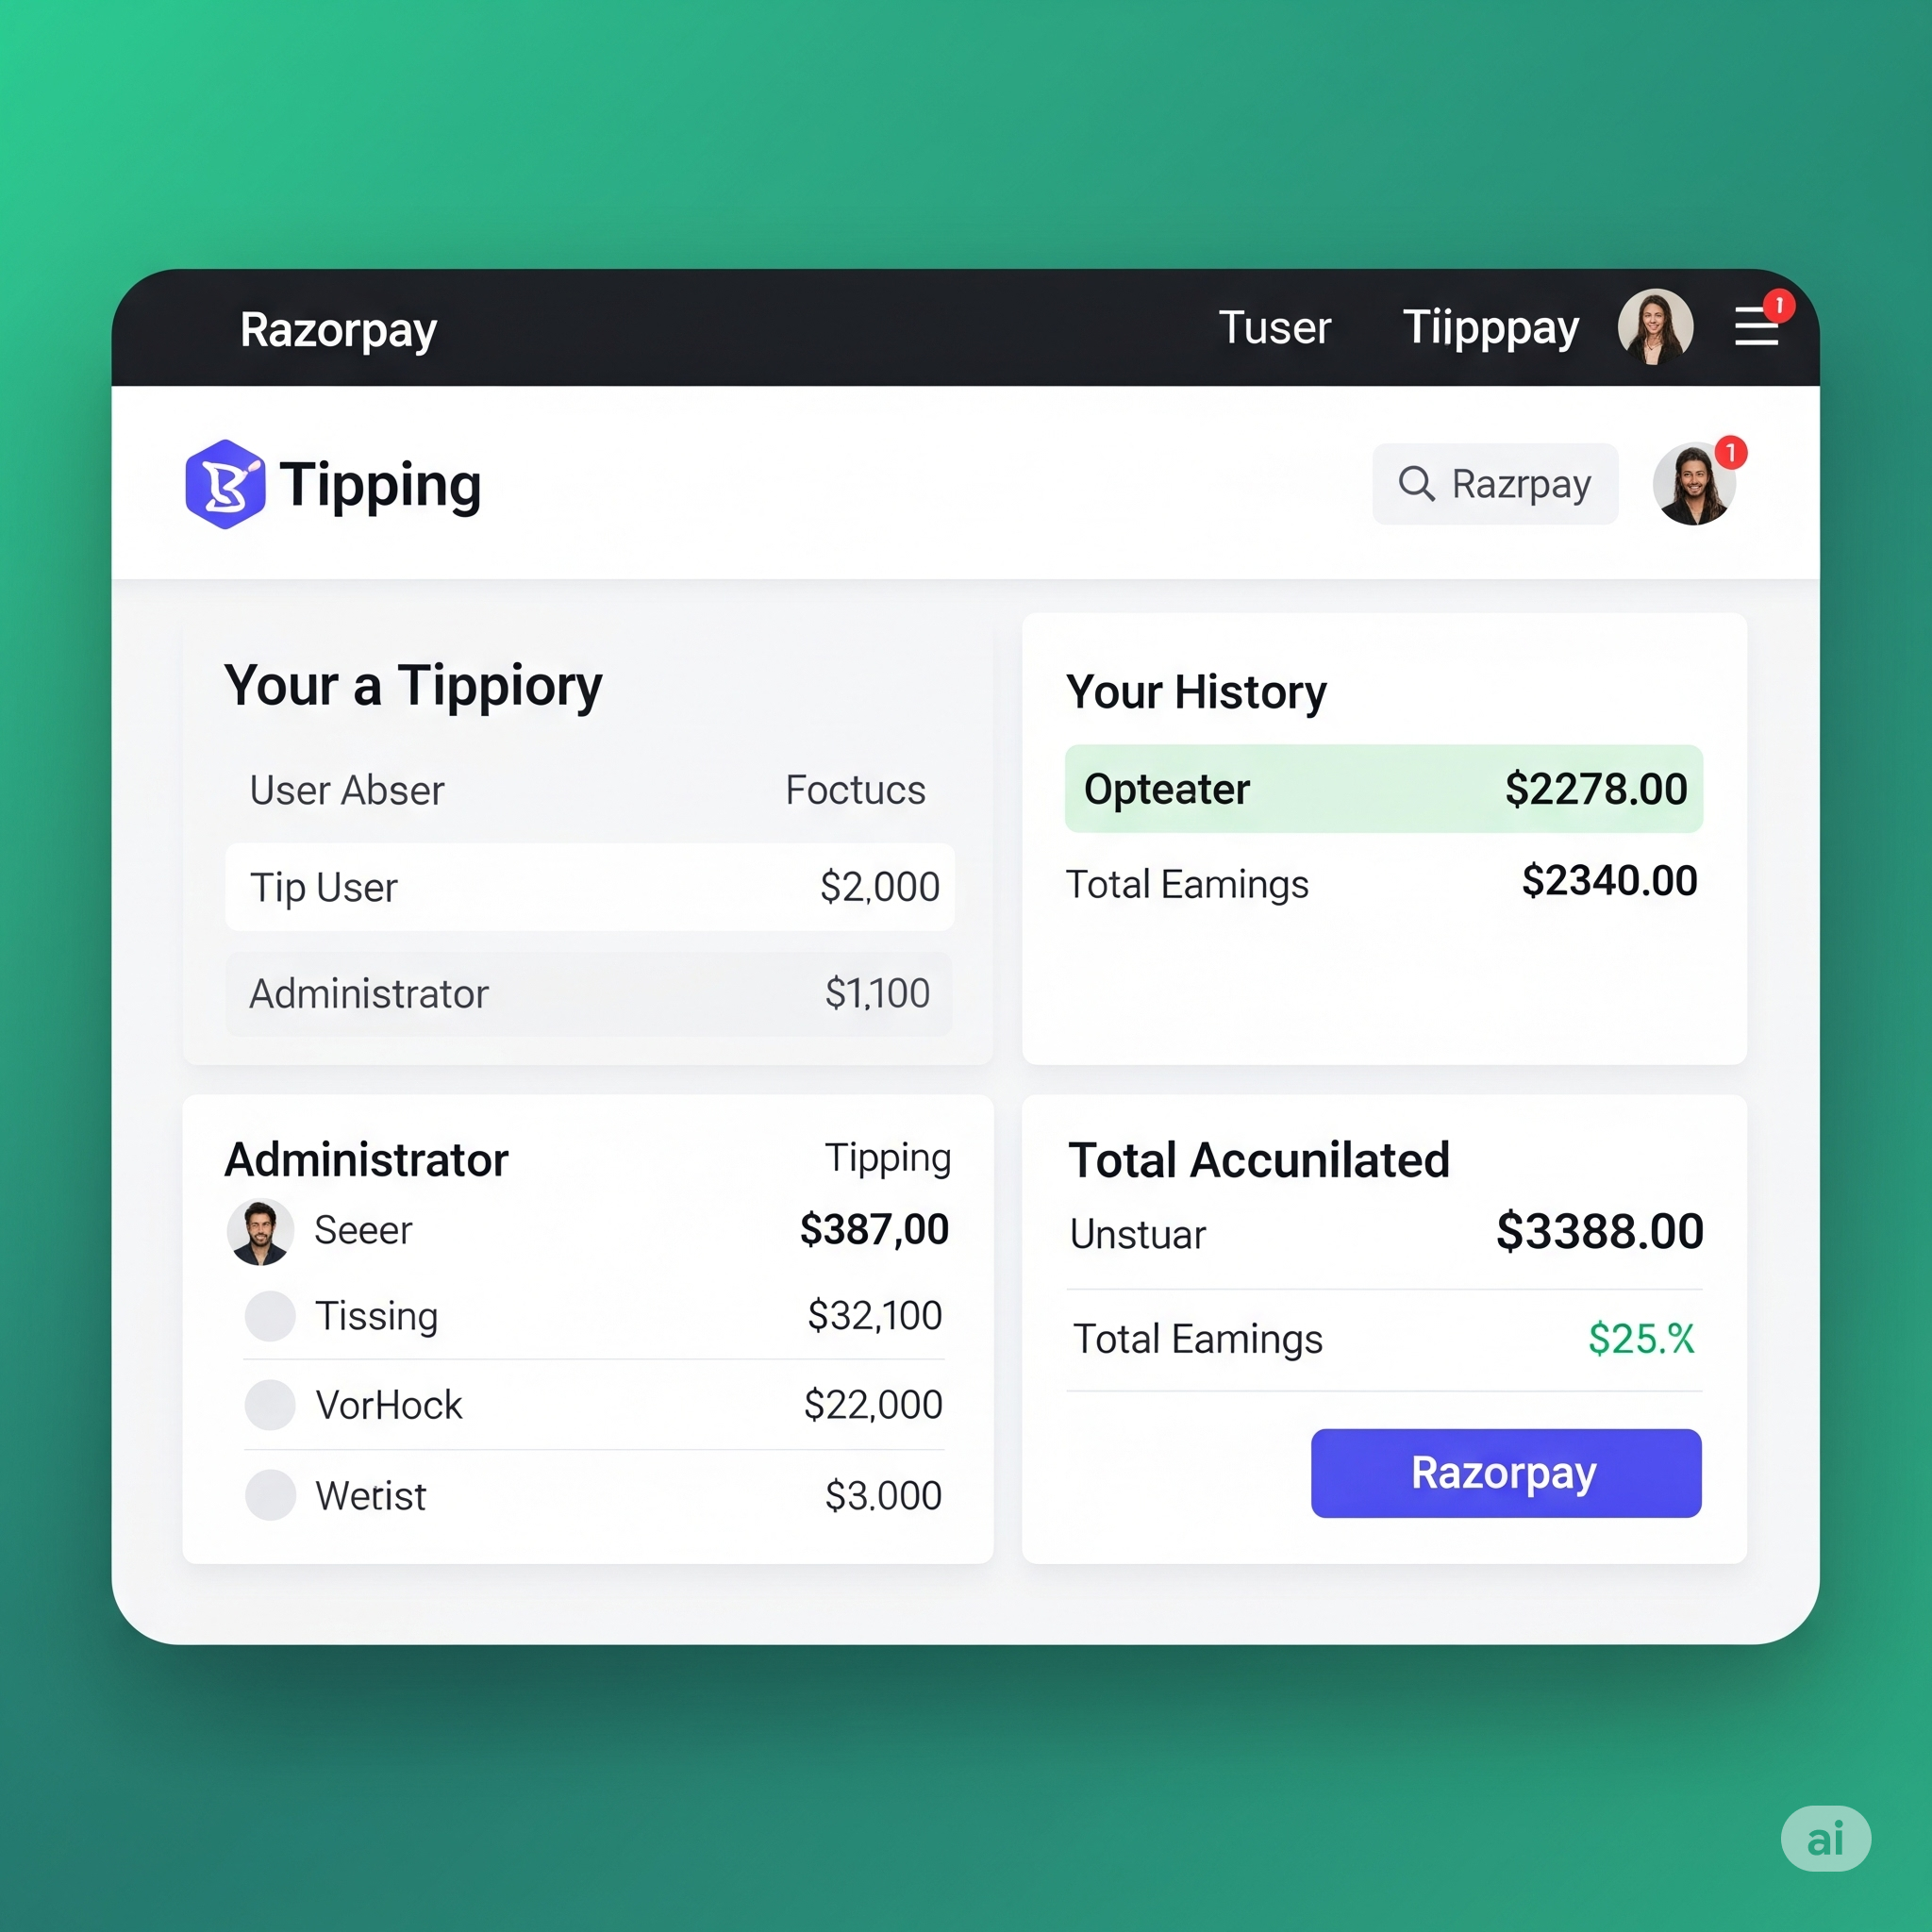 Razorpay Tuser Tiipppay 1
Tipping Razrpay 1
Your a Tippiory
User Abser Foctucs
Tip User $2,000
Administrator $1,100
Your History
Opteater $2278.00
Total Eamings $2340.00
Administrator Tipping
Seeer $387,00
Tissing $32,100
VorHock $22,000
Wetist $3.000
Total Accunilated
Unstuar $3388.00
Total Eamings $25.%
Razorpay
ai